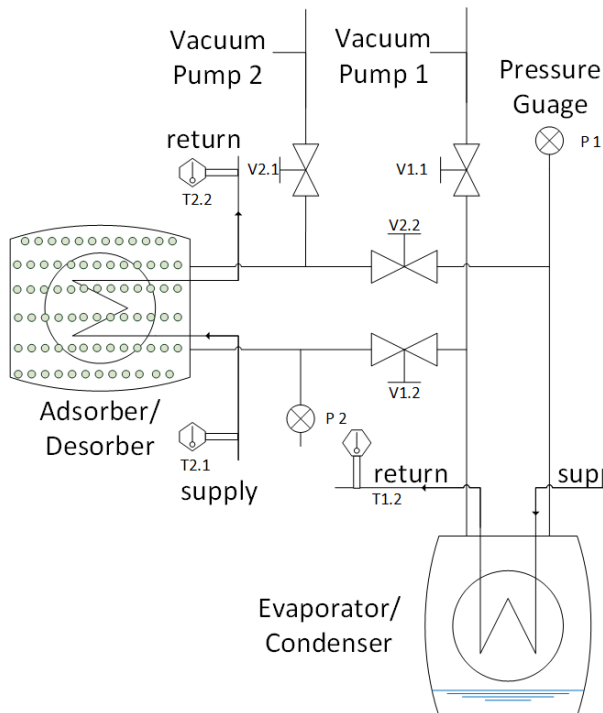 Vacuum
Pump 2
Vacuum
Pump 1
Pressure
Guage
P 1
return
V2.1
V1.1
T2.2
V2.2
V1.2
Adsorber/
Desorber
P 2
T2.1
supply
return
supp
T1.2
Evaporator/
Condenser